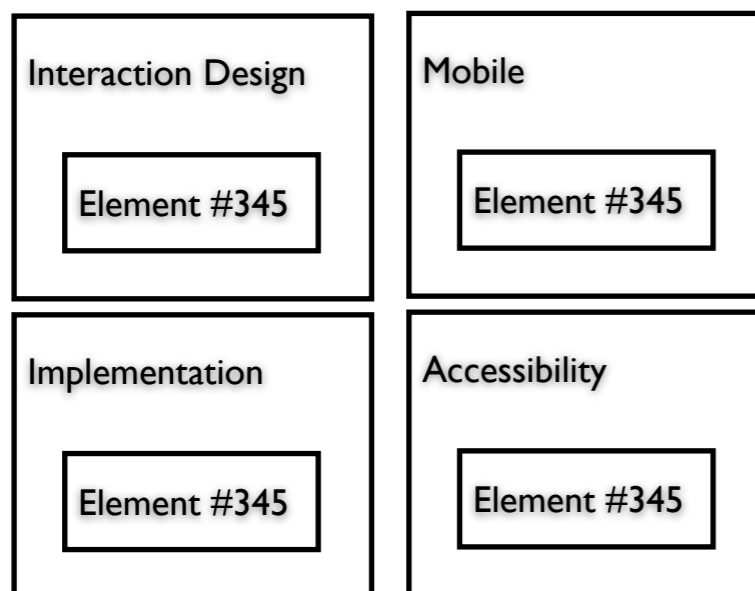 Interaction Design
Element #345
Mobile
Element #345
Implementation
Element #345
Accessibility
Element #345